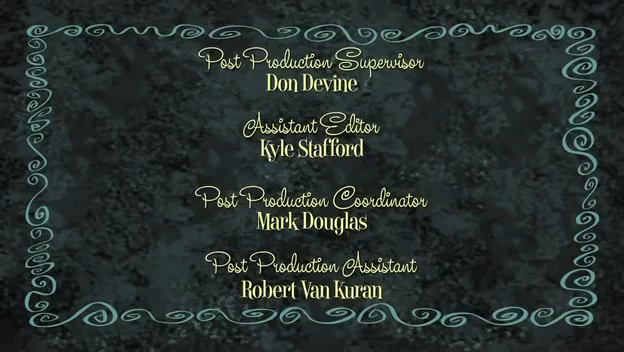 Post Production Supervisor
Don Devine
Assistant Editor
Kyle Stafford
Post Production Coordinator
Mark Douglas
Post Production Assistant
Robert Van Kuran